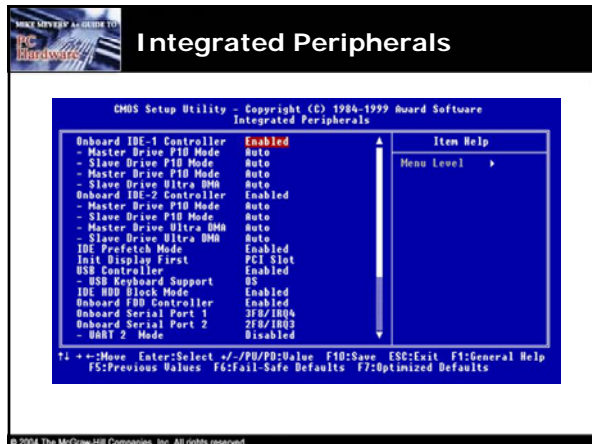 MIKE MEYERS' A+ GUIDE TO
PC
Hardware
Integrated Peripherals
CMOS Setup Utility - Copyright (C) 1984-1999 Award Software
Integrated Peripherals
Onboard IDE-1 Controller Enabled
- Master Drive P10 Mode Auto
- Slave Drive P10 Mode Auto
- Master Drive P10 Mode Auto
- Slave Drive Ultra DMA Auto
Onboard IDE-2 Controller Enabled
- Master Drive P10 Mode Auto
- Slave Drive P10 Mode Auto
- Master Drive Ultra DMA Auto
- Slave Drive Ultra DMA Auto
IDE Prefetch Mode Enabled
Init Display First PCI Slot
USB Controller Enabled
- USB Keyboard Support OS
IDE HDD Block Mode Enabled
Onboard FDD Controller Enabled
Onboard Serial Port 1 3F8/IRQ4
Onboard Serial Port 2 2F8/IRQ3
- UART 2 Mode Disabled
Item Help
Menu Level ▸
↑↓→←:Move Enter:Select +/-/PU/PD:Value F10:Save ESC:Exit F1:General Help
F5:Previous Values F6:Fail-Safe Defaults F7:Optimized Defaults
© 2004 The McGraw-Hill Companies, Inc. All rights reserved